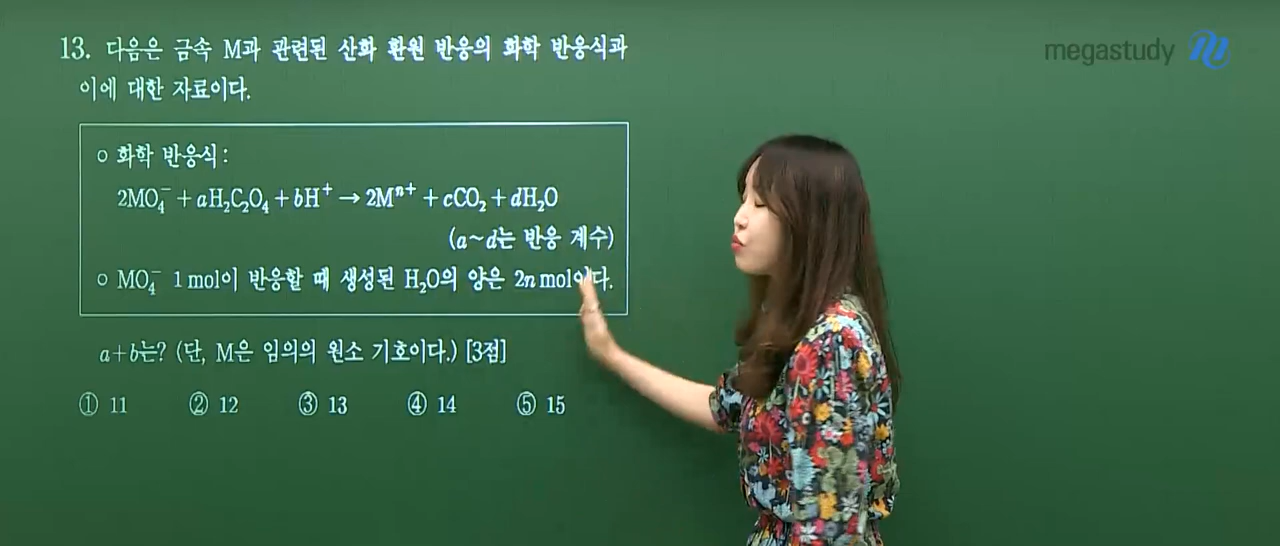 13. 다음은 금속 M과 관련된 산화 환원 반응의 화학 반응식과
이에 대한 자료이다.
megastudy
○ 화학 반응식 :
2MO₄⁻ + aH₂C₂O₄ + bH⁺ → 2Mⁿ⁺ + cCO₂ + dH₂O
(a~d는 반응 계수)
○ MO₄⁻ 1 mol이 반응할 때 생성된 H₂O의 양은 2n mol이다.
a+b는? (단, M은 임의의 원소 기호이다.) [3점]
① 11 ② 12 ③ 13 ④ 14 ⑤ 15